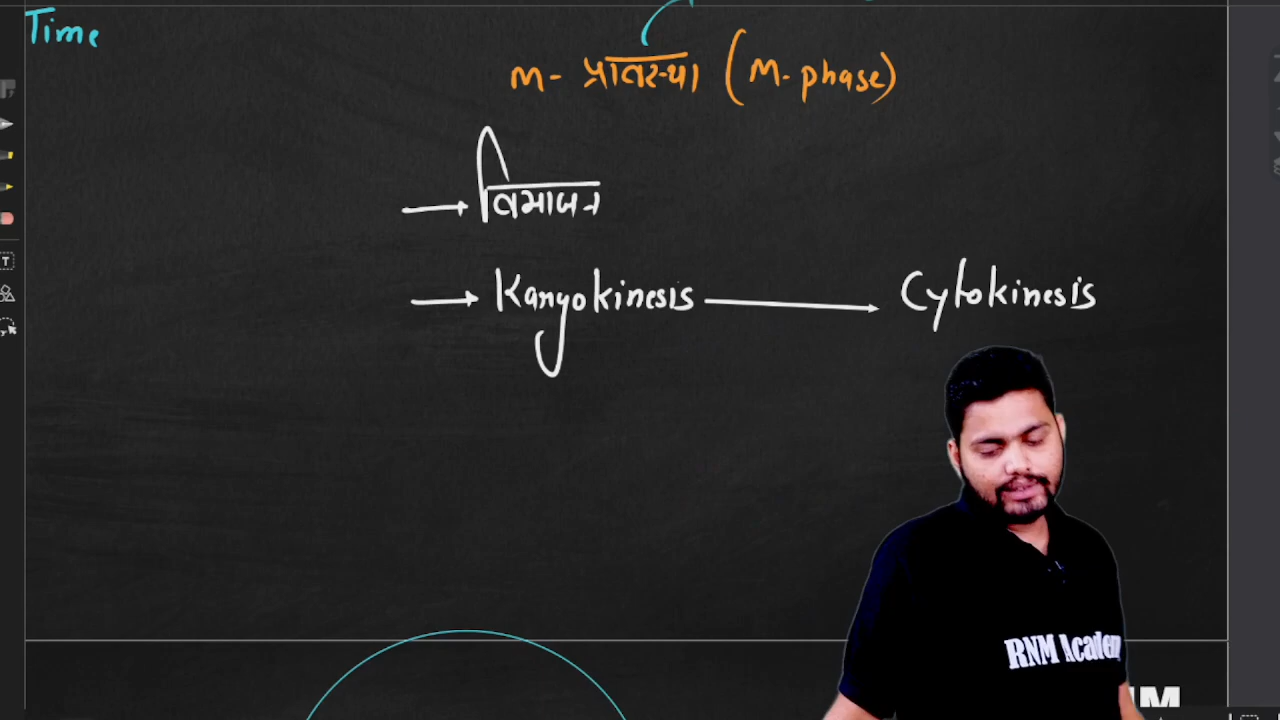 Time
m- प्रावस्था (M-phase)
→ विभाजन
→ Karyokinesis → Cytokinesis
RNM Academ